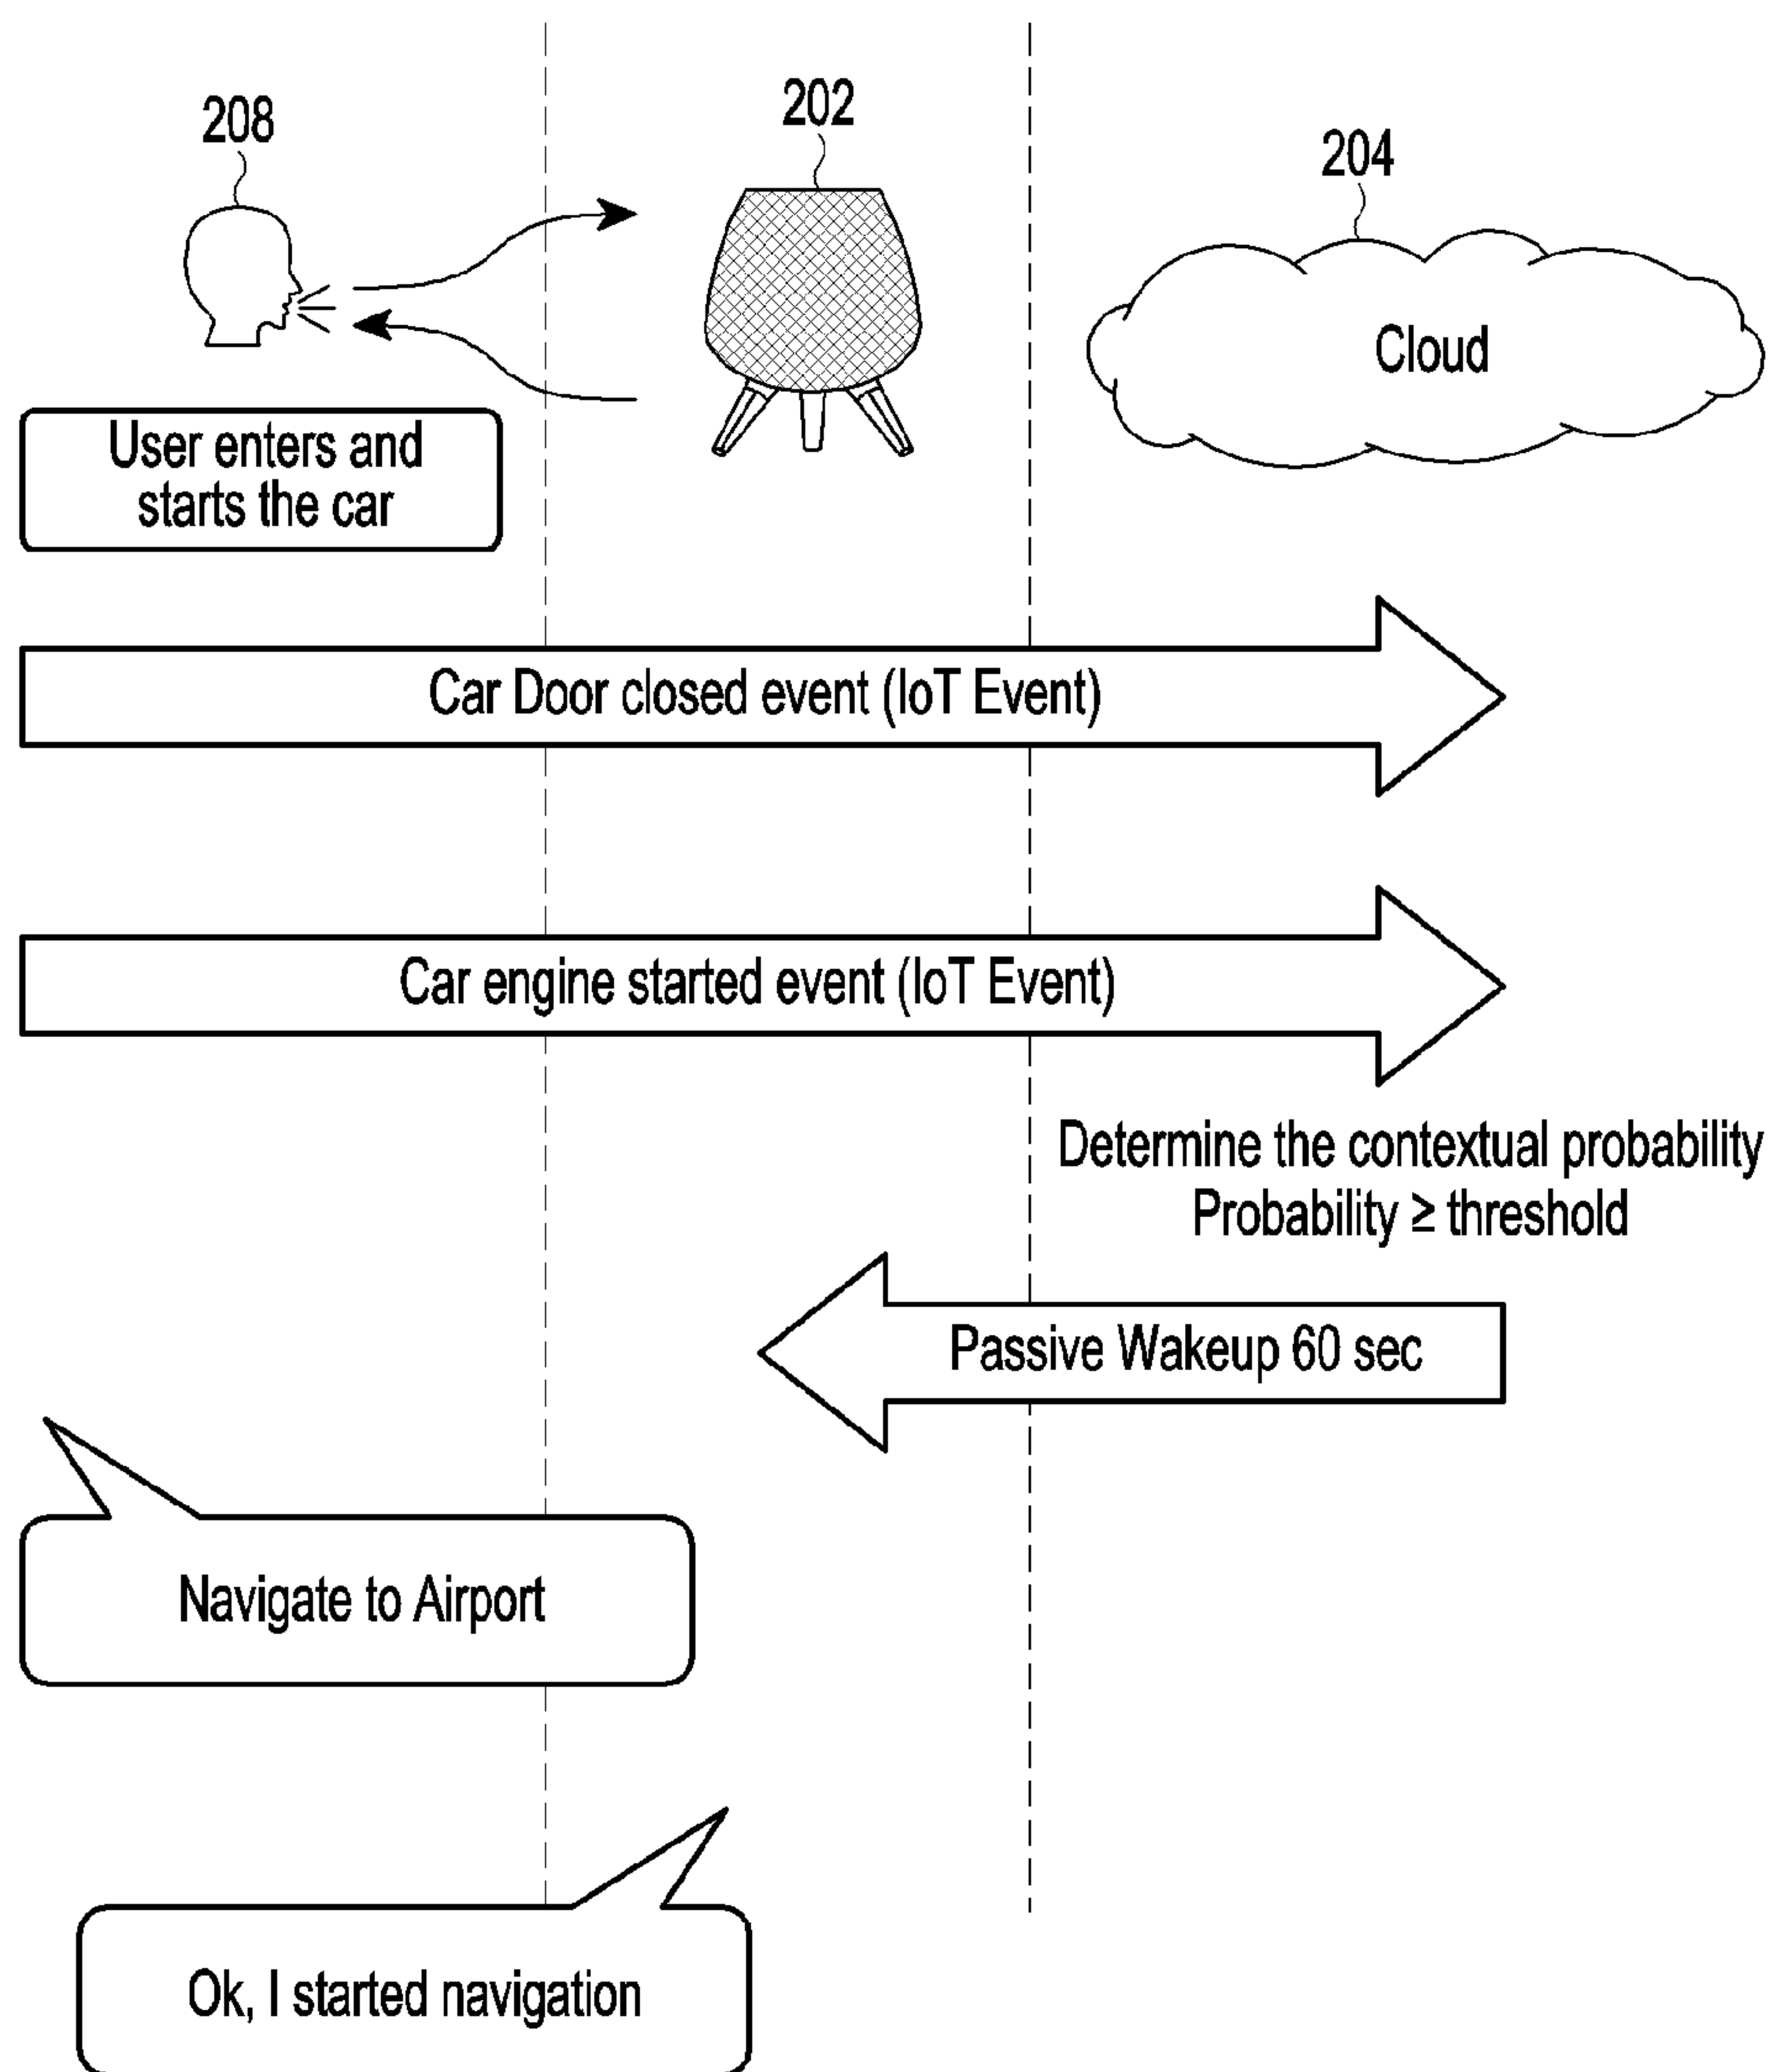 208
202
204
Cloud
User enters and
starts the car
Car Door closed event (IoT Event)
Car engine started event (IoT Event)
Determine the contextual probability
Probability ≥ threshold
Passive Wakeup 60 sec
Navigate to Airport
Ok, I started navigation